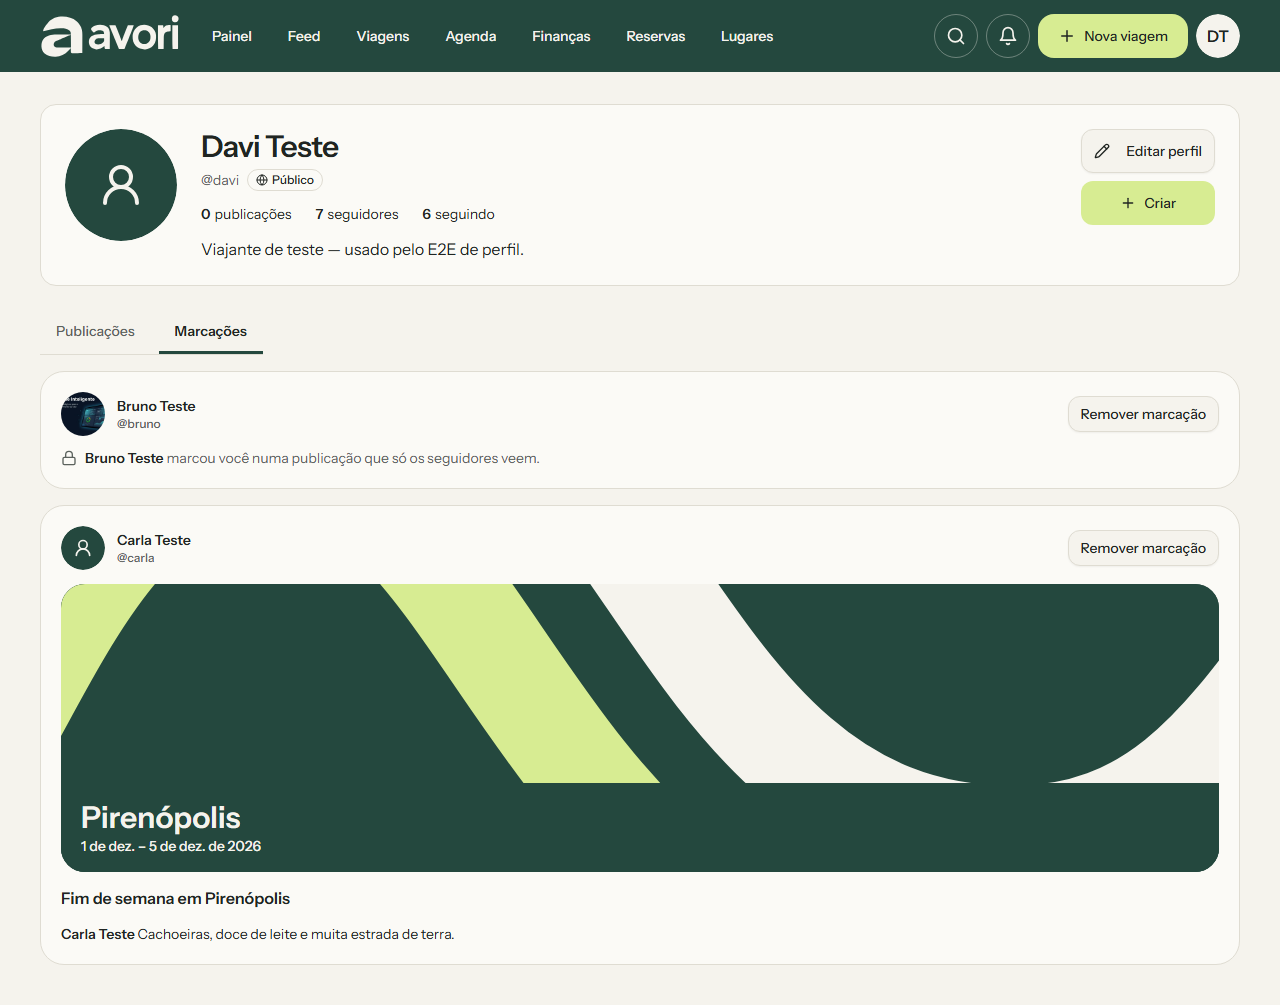 avori
Painel
Feed
Viagens
Agenda
Finanças
Reservas
Lugares
Nova viagem
DT
Davi Teste
@davi
Público
0 publicações
7 seguidores
6 seguindo
Viajante de teste — usado pelo E2E de perfil.
Editar perfil
Criar
Publicações
Marcações
Bruno Teste
@bruno
Remover marcação
Bruno Teste marcou você numa publicação que só os seguidores veem.
Carla Teste
@carla
Remover marcação
Pirenópolis
1 de dez. – 5 de dez. de 2026
Fim de semana em Pirenópolis
Carla Teste Cachoeiras, doce de leite e muita estrada de terra.